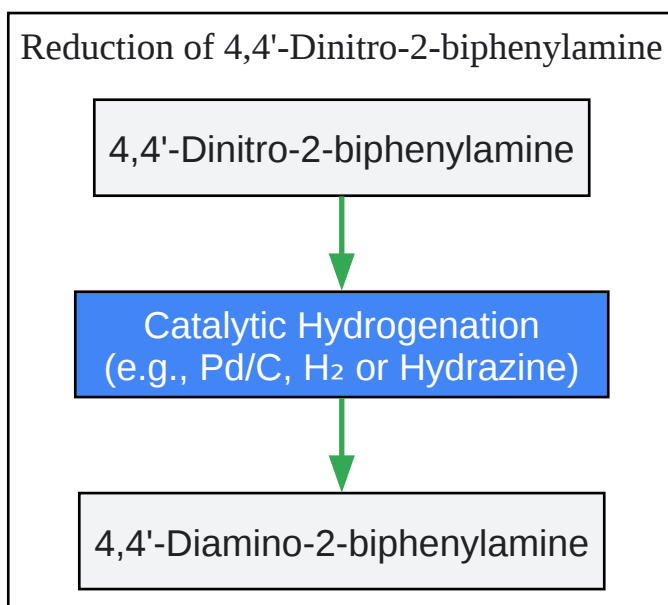 Reduction of 4,4'-Dinitro-2-biphenylamine
4,4'-Dinitro-2-biphenylamine
Catalytic Hydrogenation
(e.g., Pd/C, H₂ or Hydrazine)
4,4'-Diamino-2-biphenylamine